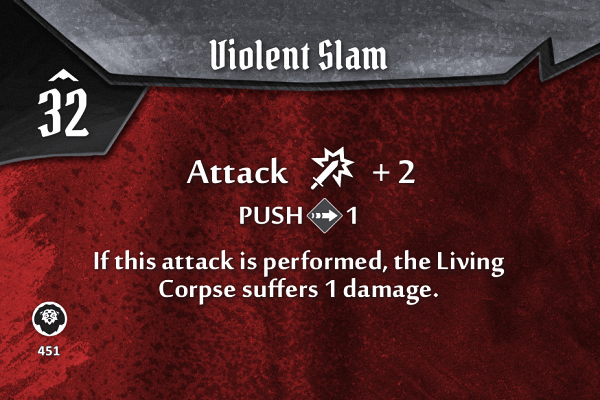 Violent Slam
32
Attack + 2
PUSH 1
If this attack is performed, the Living
Corpse suffers 1 damage.
451